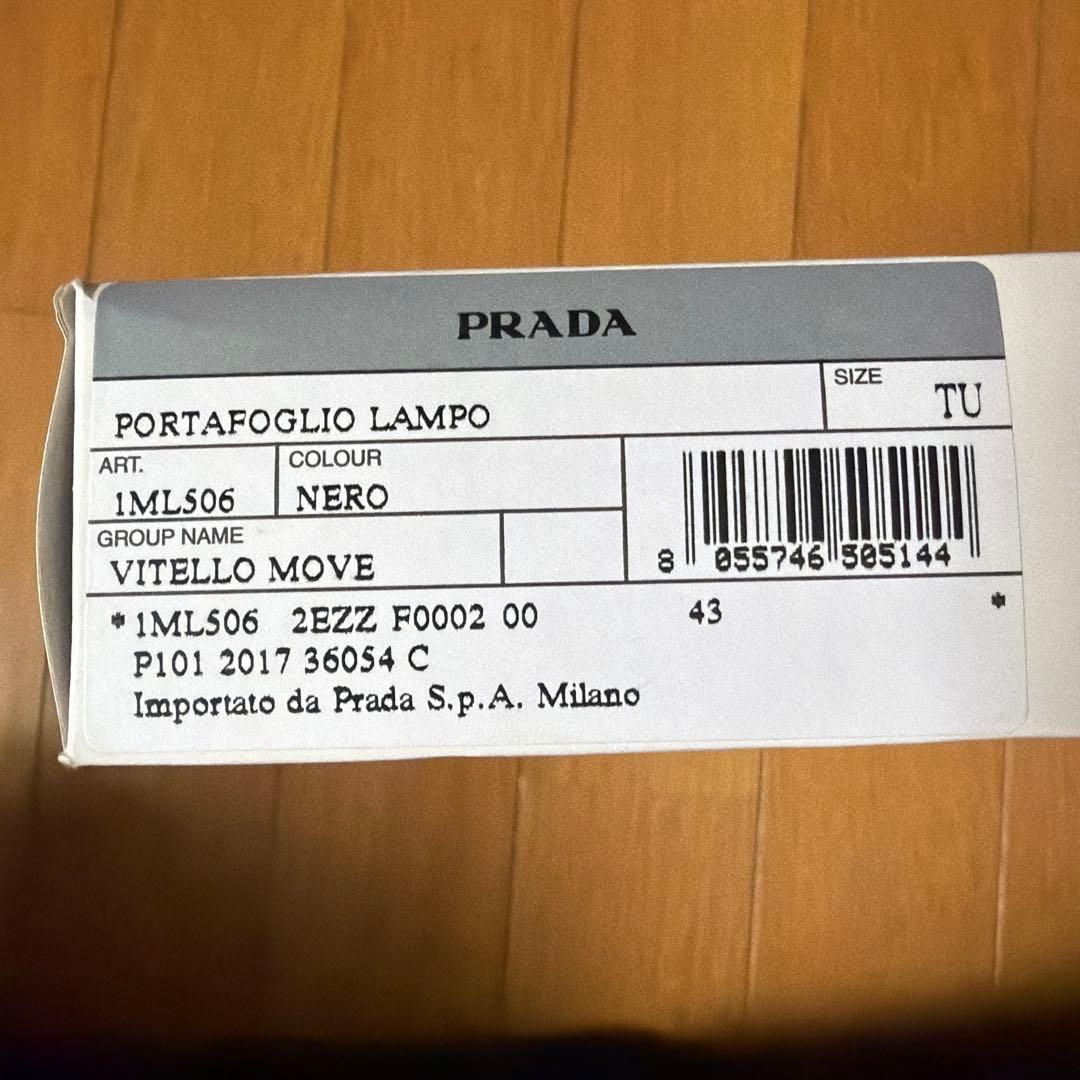 PRADA
PORTAFOGLIO LAMPO
SIZE
TU
ART.
1ML506
COLOUR
NERO
GROUP NAME
VITELLO MOVE
8 055746 505144
*1ML506 2EZZ F0002 00 43 *
P101 2017 36054 C
Importato da Prada S.p.A. Milano